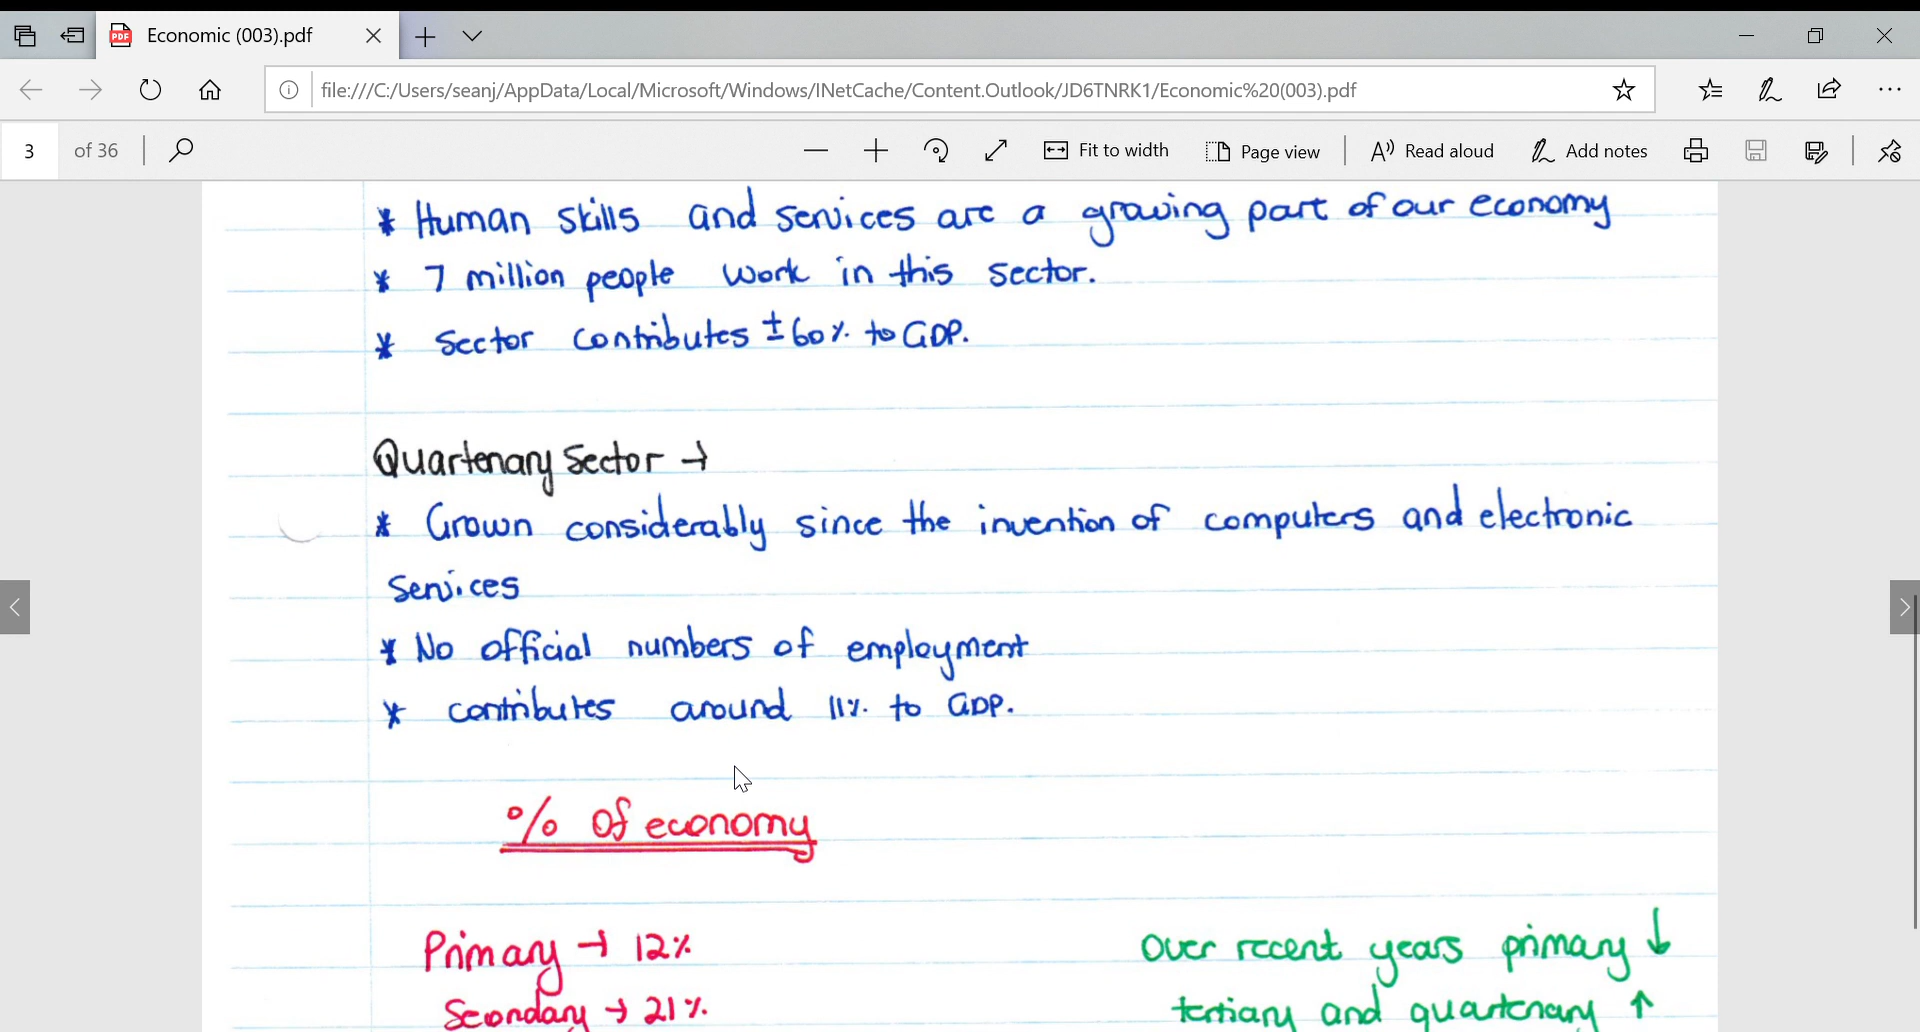 Economic (003).pdf
file:///C:/Users/seanj/AppData/Local/Microsoft/Windows/INetCache/Content.Outlook/JD6TNRK1/Economic%20(003).pdf
3 of 36 Fit to width Page view Read aloud Add notes
* Human skills and services are a growing part of our economy
* 7 million people work in this sector.
* Sector contributes ±60% to GDP.
Quartenary Sector →
* Grown considerably since the invention of computers and electronic
Services
* No official numbers of employment
* contributes around 11% to GDP.
% Of economy
Primary → 12%
Over recent years primary ↓
Secondary → 21%
tertiary and quartenary ↑